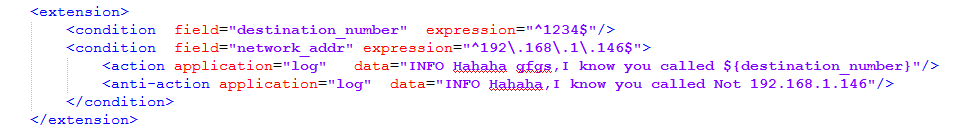 <extension>
<condition field="destination_number" expression="^1234$"/>
<condition field="network_addr" expression="^192\.168\.1\.146$">
<action application="log" data="INFO Hahaha gfgs,I know you called ${destination_number}"/>
<anti-action application="log" data="INFO Hahaha,I know you called Not 192.168.1.146"/>
</condition>
</extension>